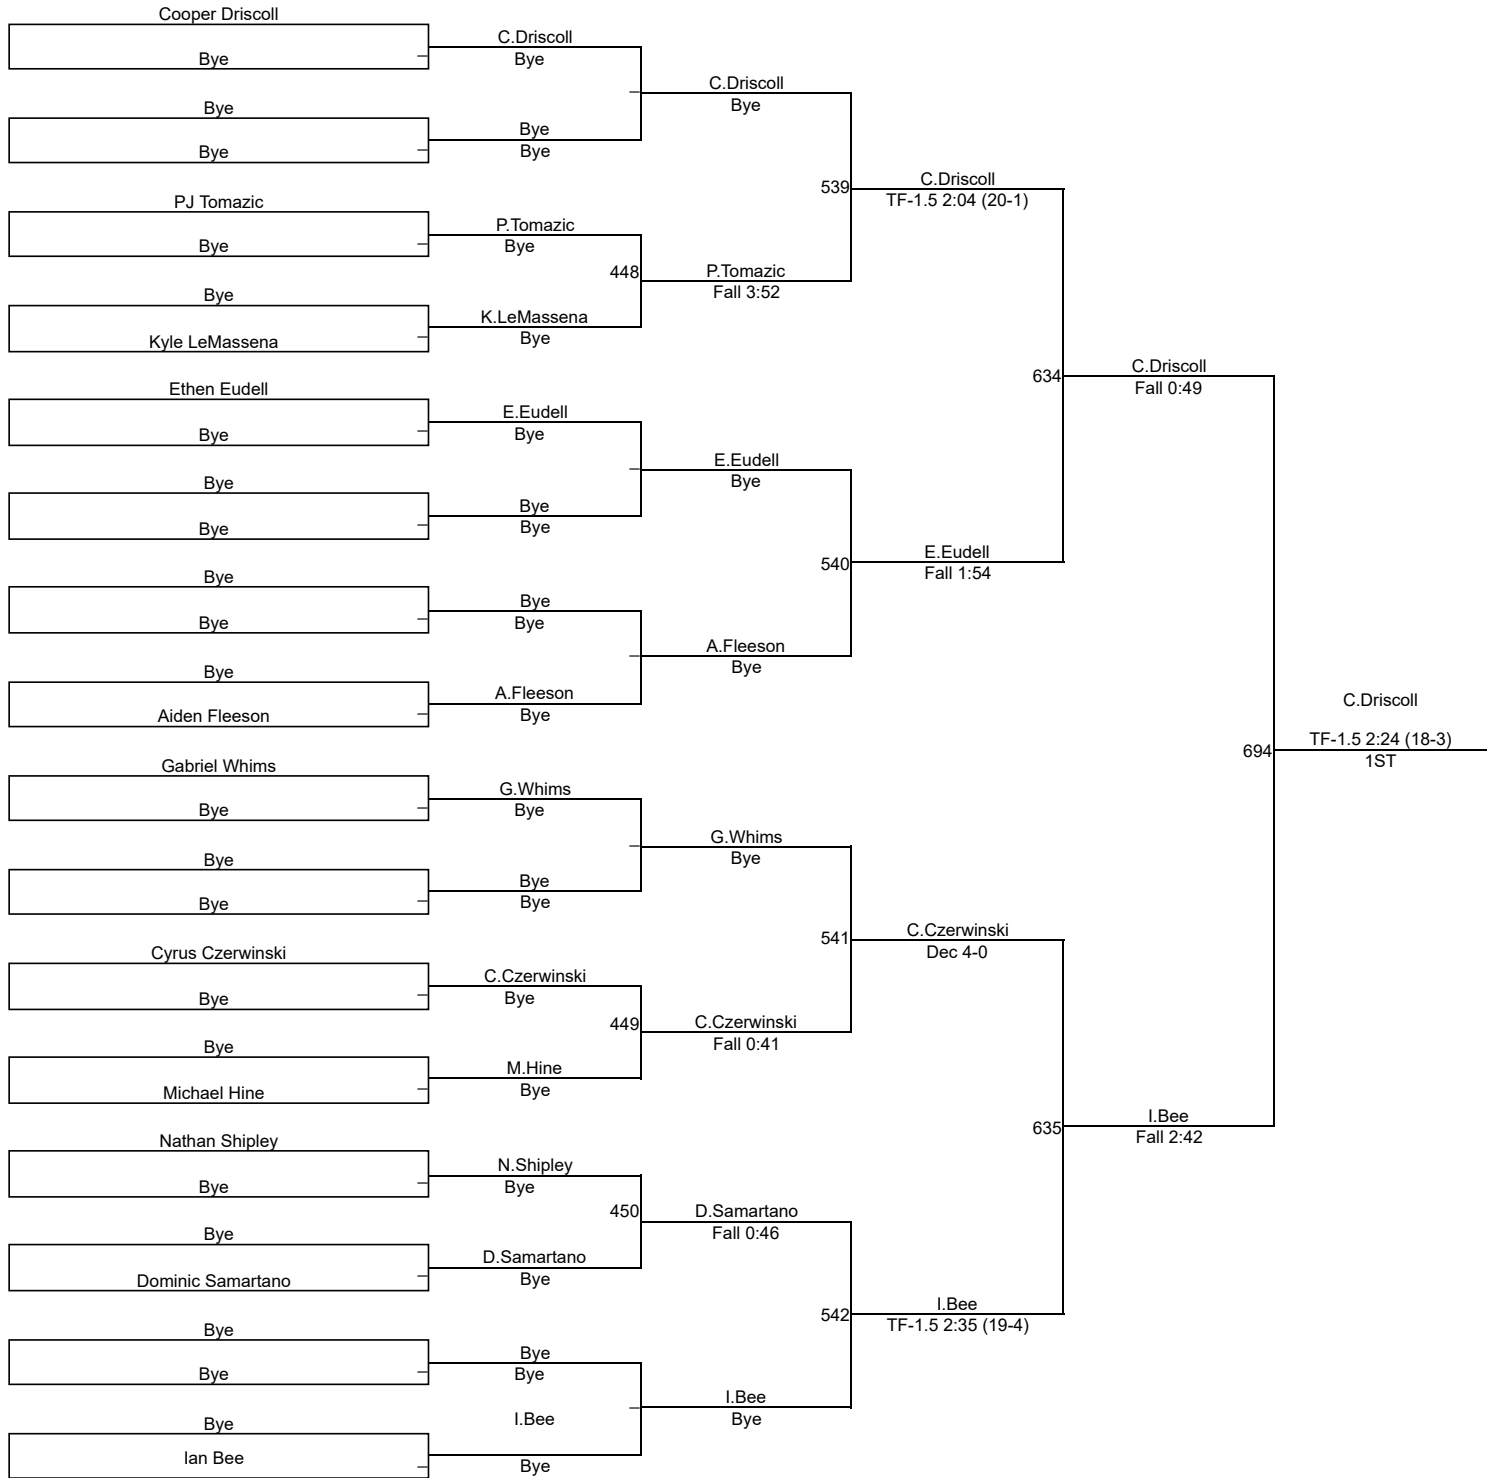 Cooper Driscoll
Bye
Bye
Bye
PJ Tomazic
Bye
Bye
Kyle LeMassena
Ethen Eudell
Bye
Bye
Bye
Bye
Bye
Bye
Aiden Fleeson
Gabriel Whims
Bye
Bye
Bye
Cyrus Czerwinski
Bye
Bye
Michael Hine
Nathan Shipley
Bye
Bye
Dominic Samartano
Bye
Bye
Bye
Ian Bee
C.Driscoll
Bye
Bye
Bye
P.Tomazic
Bye
448
K.LeMassena
Bye
E.Eudell
Bye
Bye
Bye
Bye
Bye
A.Fleeson
Bye
G.Whims
Bye
Bye
Bye
C.Czerwinski
Bye
449
M.Hine
Bye
N.Shipley
Bye
450
D.Samartano
Bye
Bye
Bye
I.Bee
Bye
C.Driscoll
Bye
539
P.Tomazic
Fall 3:52
E.Eudell
Bye
540
A.Fleeson
Bye
G.Whims
Bye
541
C.Czerwinski
Fall 0:41
D.Samartano
Fall 0:46
542
I.Bee
Bye
C.Driscoll
TF-1.5 2:04 (20-1)
634
E.Eudell
Fall 1:54
C.Czerwinski
Dec 4-0
635
I.Bee
TF-1.5 2:35 (19-4)
C.Driscoll
Fall 0:49
694
I.Bee
Fall 2:42
C.Driscoll
TF-1.5 2:24 (18-3)
1ST